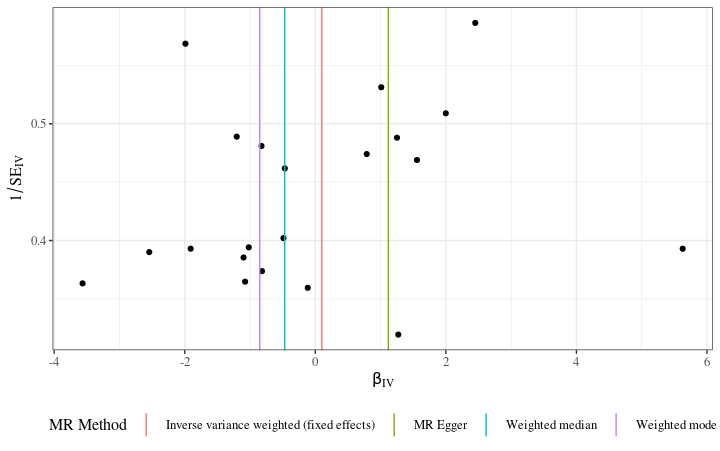 1/SE_IV
0.5
0.4
-4 -2 0 2 4 6
β_IV
MR Method Inverse variance weighted (fixed effects) MR Egger Weighted median Weighted mode